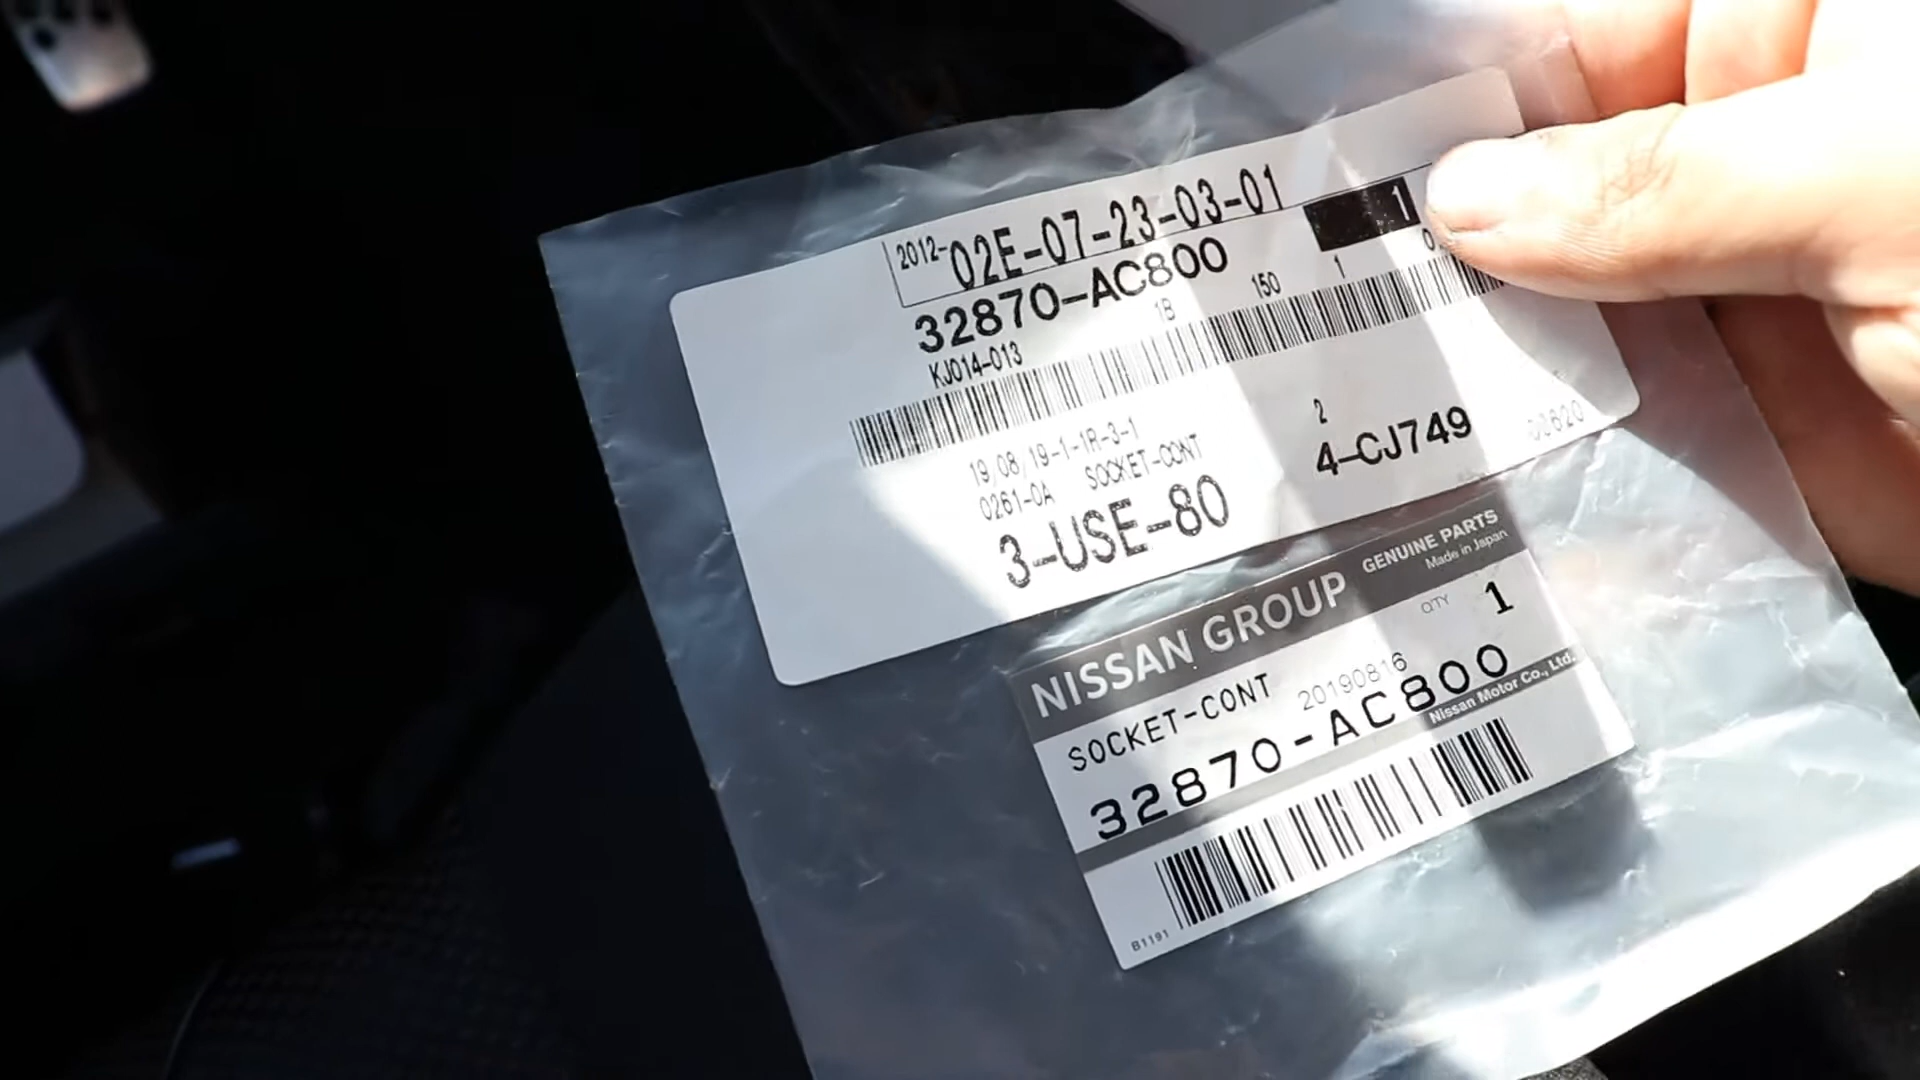 2012-02E-07-23-03-01
1
32870-AC800
KJ014-013
1B 150 1
19/08/19-1-1R-3-1
0261-0A SOCKET-CONT
2
3-USE-80
4-CJ749
NISSAN GROUP
GENUINE PARTS
Made in Japan
QTY 1
SOCKET-CONT 20190816
32870-AC800
Nissan Motor Co., Ltd.
B1191